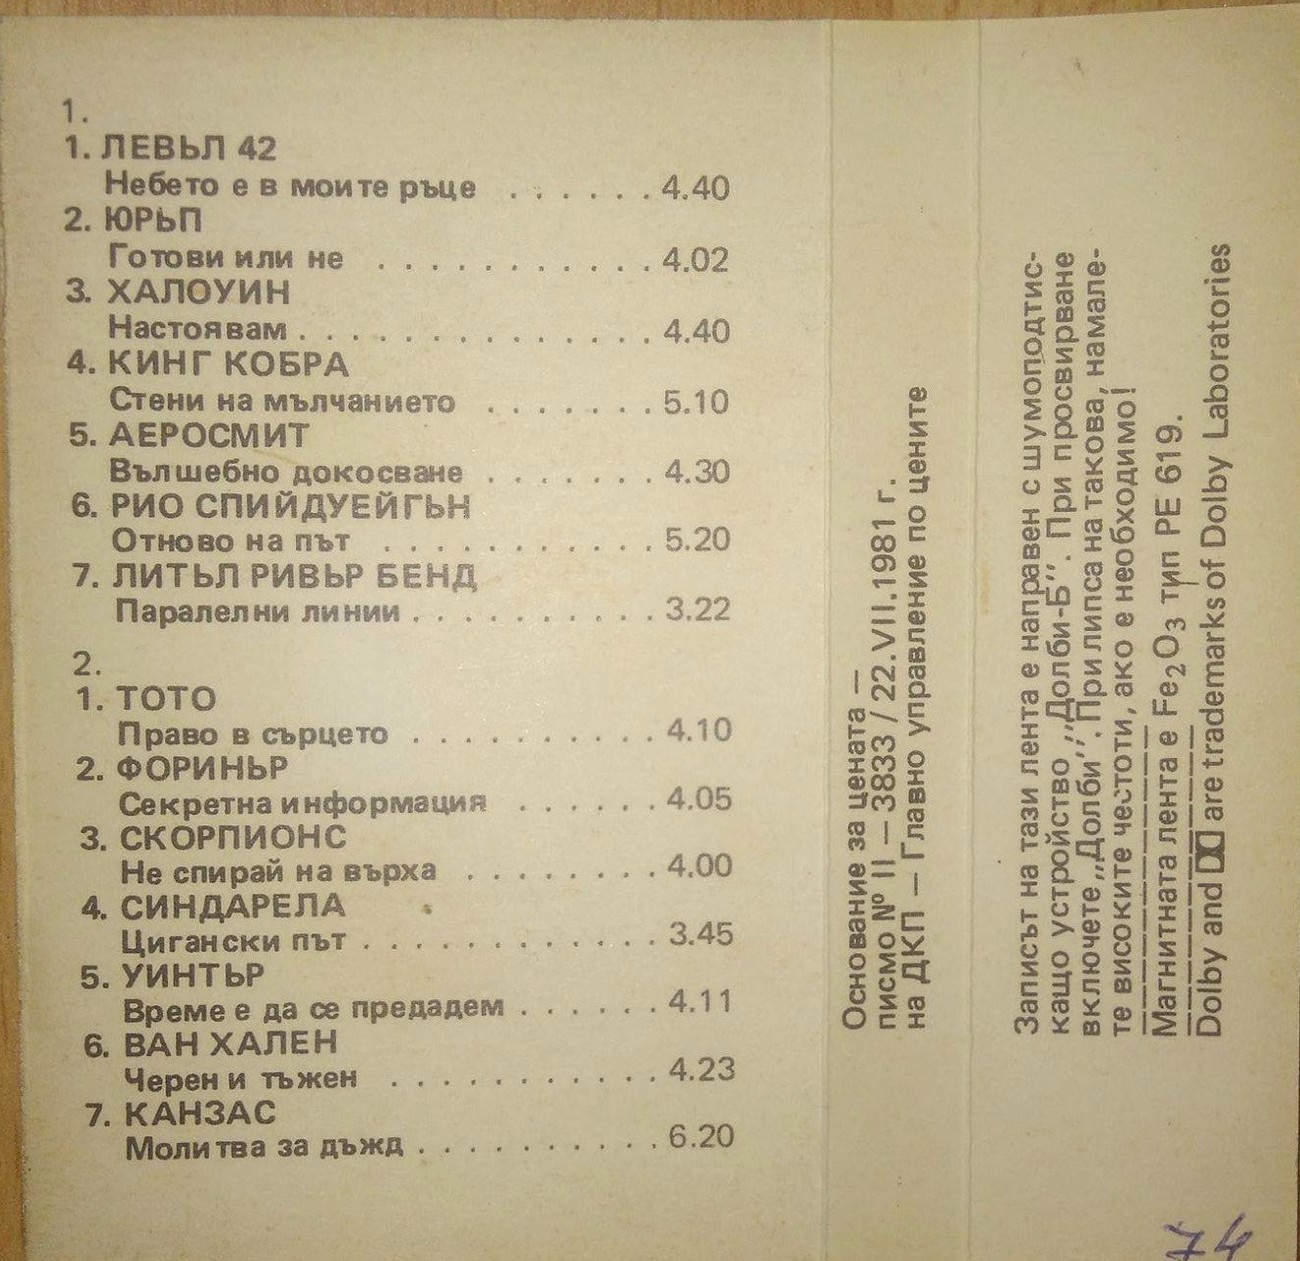 1.
1. ЛЕВЪЛ 42
Небето е в моите ръце . . . . . . 4.40
2. ЮРЪП
Готови или не . . . . . . . . . . . 4.02
3. ХАЛОУИН
Настоявам . . . . . . . . . . . . . . 4.40
4. КИНГ КОБРА
Стени на мълчанието . . . . . . . 5.10
5. АЕРОСМИТ
Вълшебно докосване . . . . . . . 4.30
6. РИО СПИЙДУЕЙГЪН
Отново на път . . . . . . . . . . . 5.20
7. ЛИТЪЛ РИВЪР БЕНД
Паралелни линии . . . . . . . . . . 3.22
2.
1. ТОТО
Право в сърцето . . . . . . . . . . 4.10
2. ФОРИНЪР
Секретна информация . . . . . . 4.05
3. СКОРПИОНС
Не спирай на върха . . . . . . . . 4.00
4. СИНДАРЕЛА
Цигански път . . . . . . . . . . . . . 3.45
5. УИНТЪР
Време е да се предадем . . . . . . 4.11
6. ВАН ХАЛЕН
Черен и тъжен . . . . . . . . . . . . 4.23
7. КАНЗАС
Молитва за дъжд . . . . . . . . . . 6.20
Основание за цената —
писмо № II — 3833 / 22.VII.1981 г.
на ДКП — Главно управление по цените
Записът на тази лента е направен с шумоподтис-
кащо устройство ,,Долби-Б". При просвирване
включете ,,Долби". При липса на такова, намале-
те високите честоти, ако е необходимо!
Магнитната лента е Fe₂O₃ тип PE 619.
Dolby and are trademarks of Dolby Laboratories
74